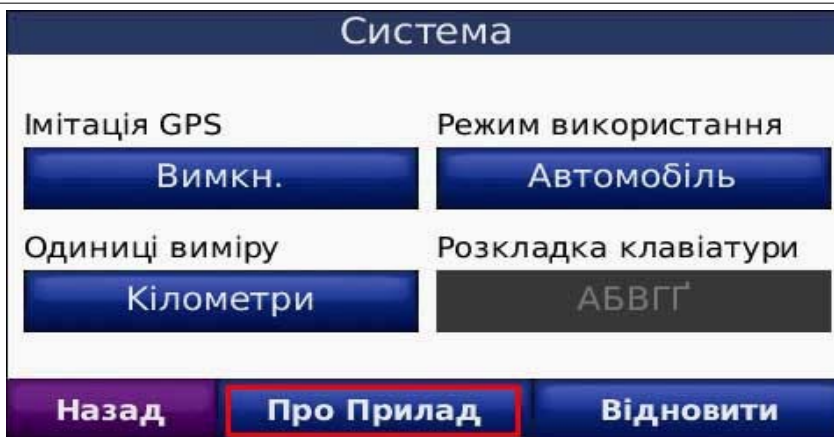 Система
Імітація GPS
Режим використання
Вимкн.
Автомобіль
Одиниці виміру
Розкладка клавіатури
Кілометри
АБВГҐ
Назад
Про Прилад
Відновити